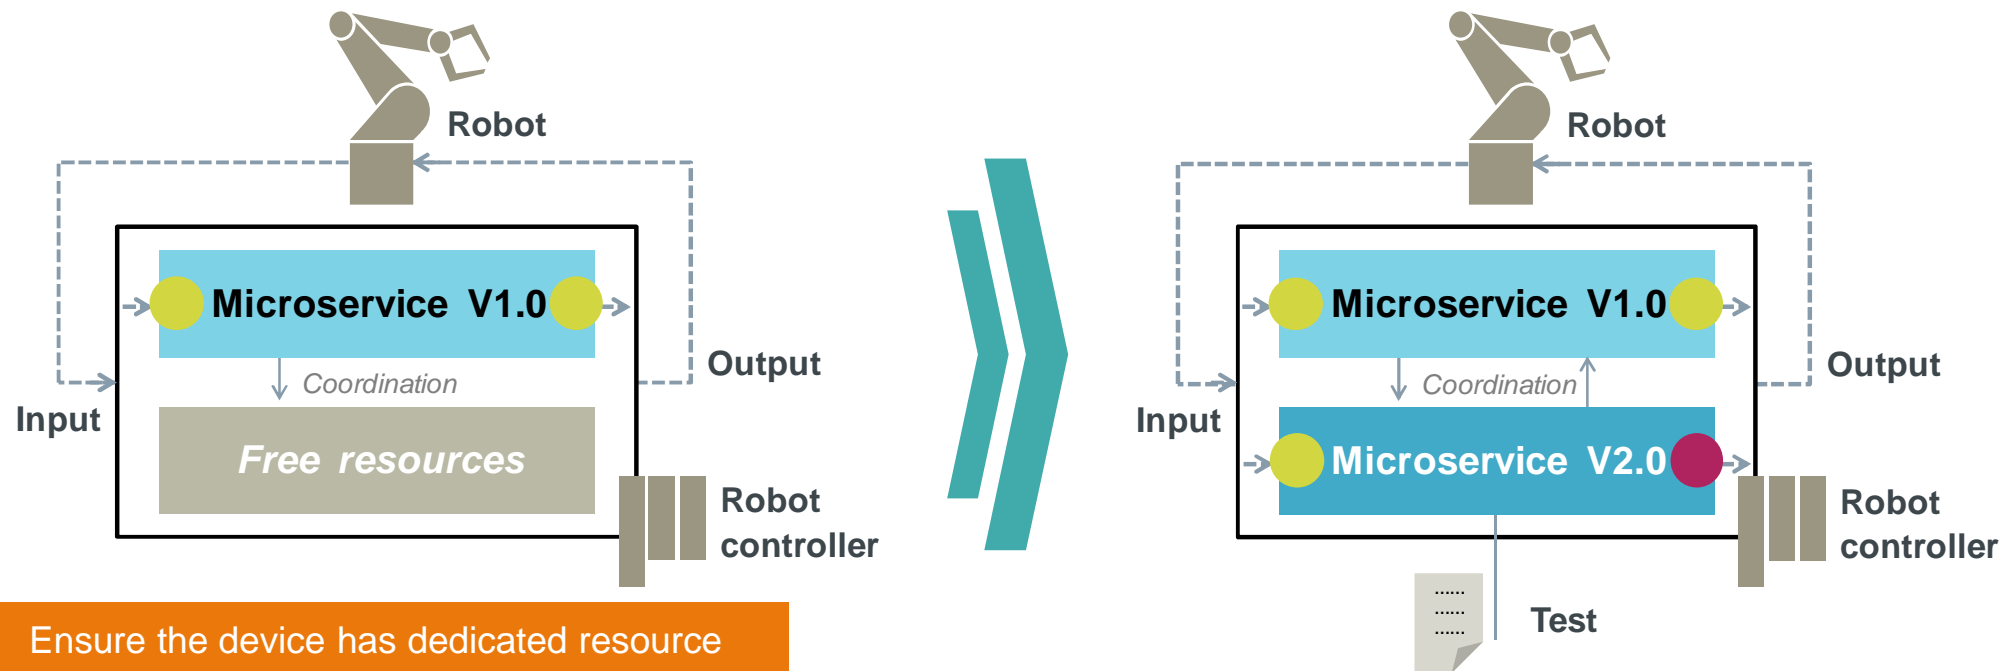 Robot
Microservice V1.0
Output
Coordination
Input
Free resources
Robot
controller
Ensure the device has dedicated resource
Robot
Microservice V1.0
Output
Coordination
Input
Microservice V2.0
Robot
controller
......
......
......
Test